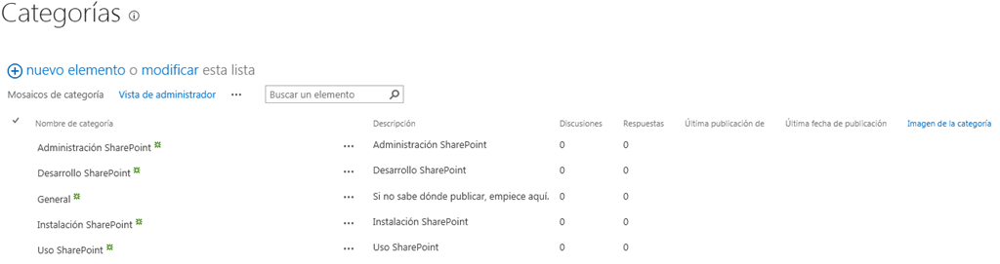 Categorías
nuevo elemento o modificar esta lista
Mosaicos de categoría Vista de administrador ••• Buscar un elemento
Nombre de categoría Descripción Discusiones Respuestas Última publicación de Última fecha de publicación Imagen de la categoría
Administración SharePoint ••• Administración SharePoint 0 0
Desarrollo SharePoint ••• Desarrollo SharePoint 0 0
General ••• Si no sabe dónde publicar, empiece aquí. 0 0
Instalación SharePoint ••• Instalación SharePoint 0 0
Uso SharePoint ••• Uso SharePoint 0 0